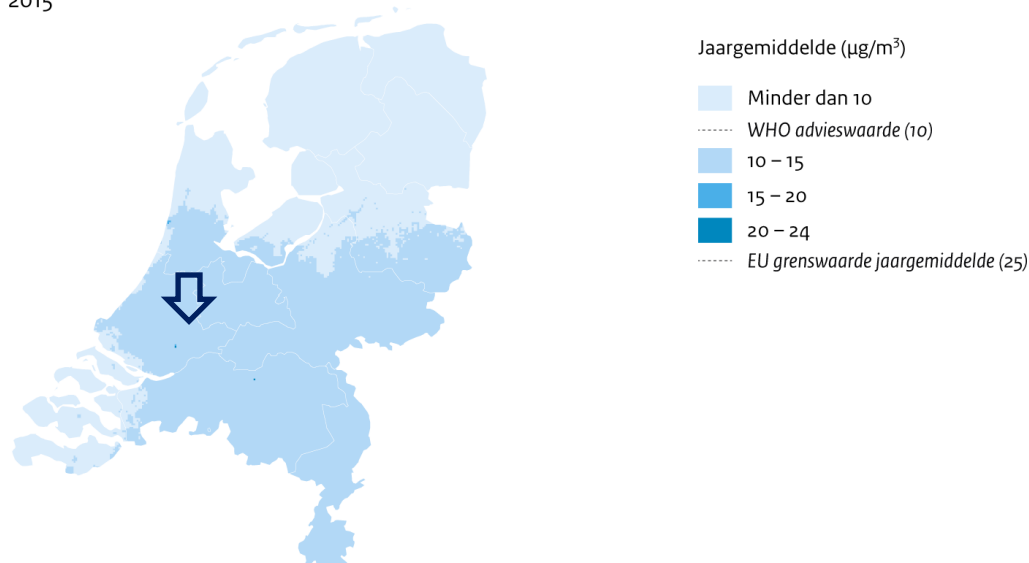 2015
Jaargemiddelde (µg/m³)
Minder dan 10
WHO advieswaarde (10)
10 – 15
15 – 20
20 – 24
EU grenswaarde jaargemiddelde (25)